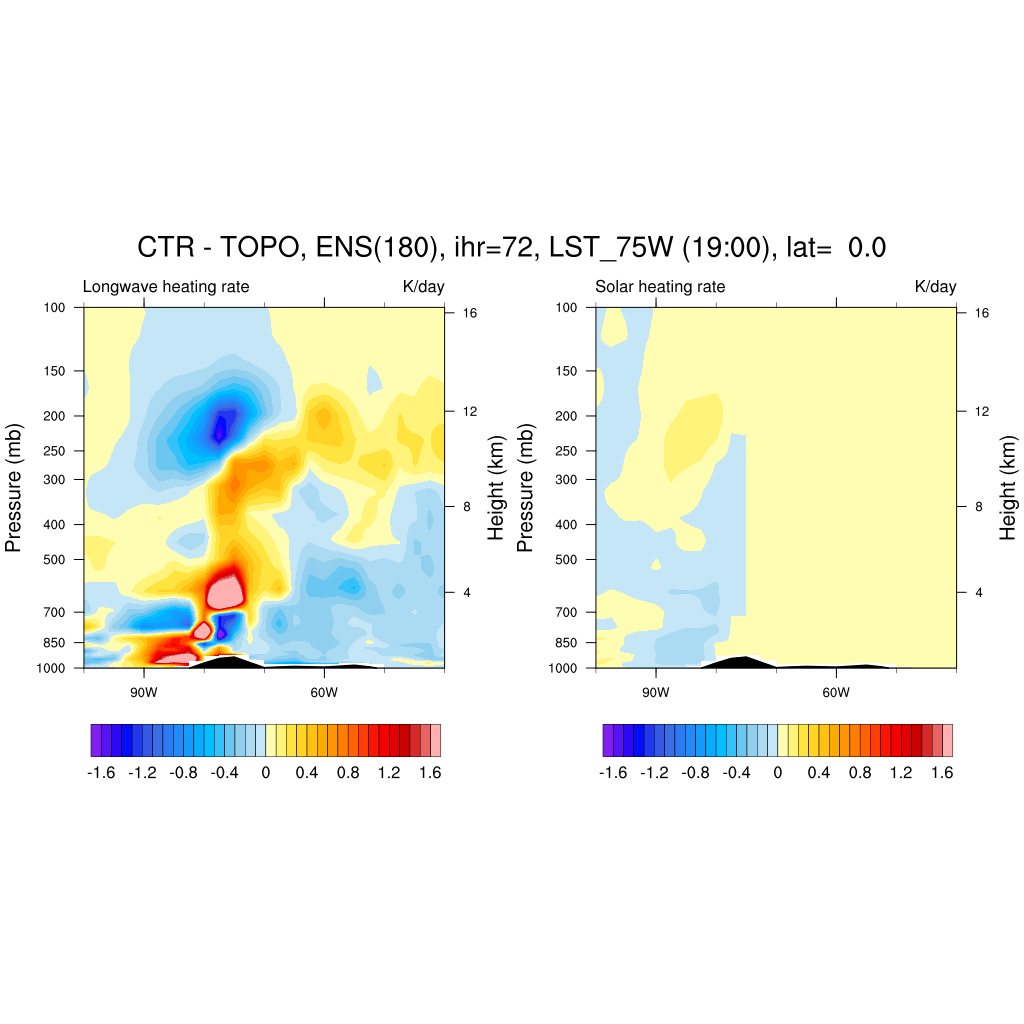 CTR - TOPO, ENS(180), ihr=72, LST_75W (19:00), lat=  0.0
Longwave heating rate K/day
100
150
200
250
300
400
500
700
850
1000
Pressure (mb)
16
12
8
4
Height (km)
90W 60W
-1.6 -1.2 -0.8 -0.4 0 0.4 0.8 1.2 1.6
Solar heating rate K/day
100
150
200
250
300
400
500
700
850
1000
Pressure (mb)
16
12
8
4
Height (km)
90W 60W
-1.6 -1.2 -0.8 -0.4 0 0.4 0.8 1.2 1.6